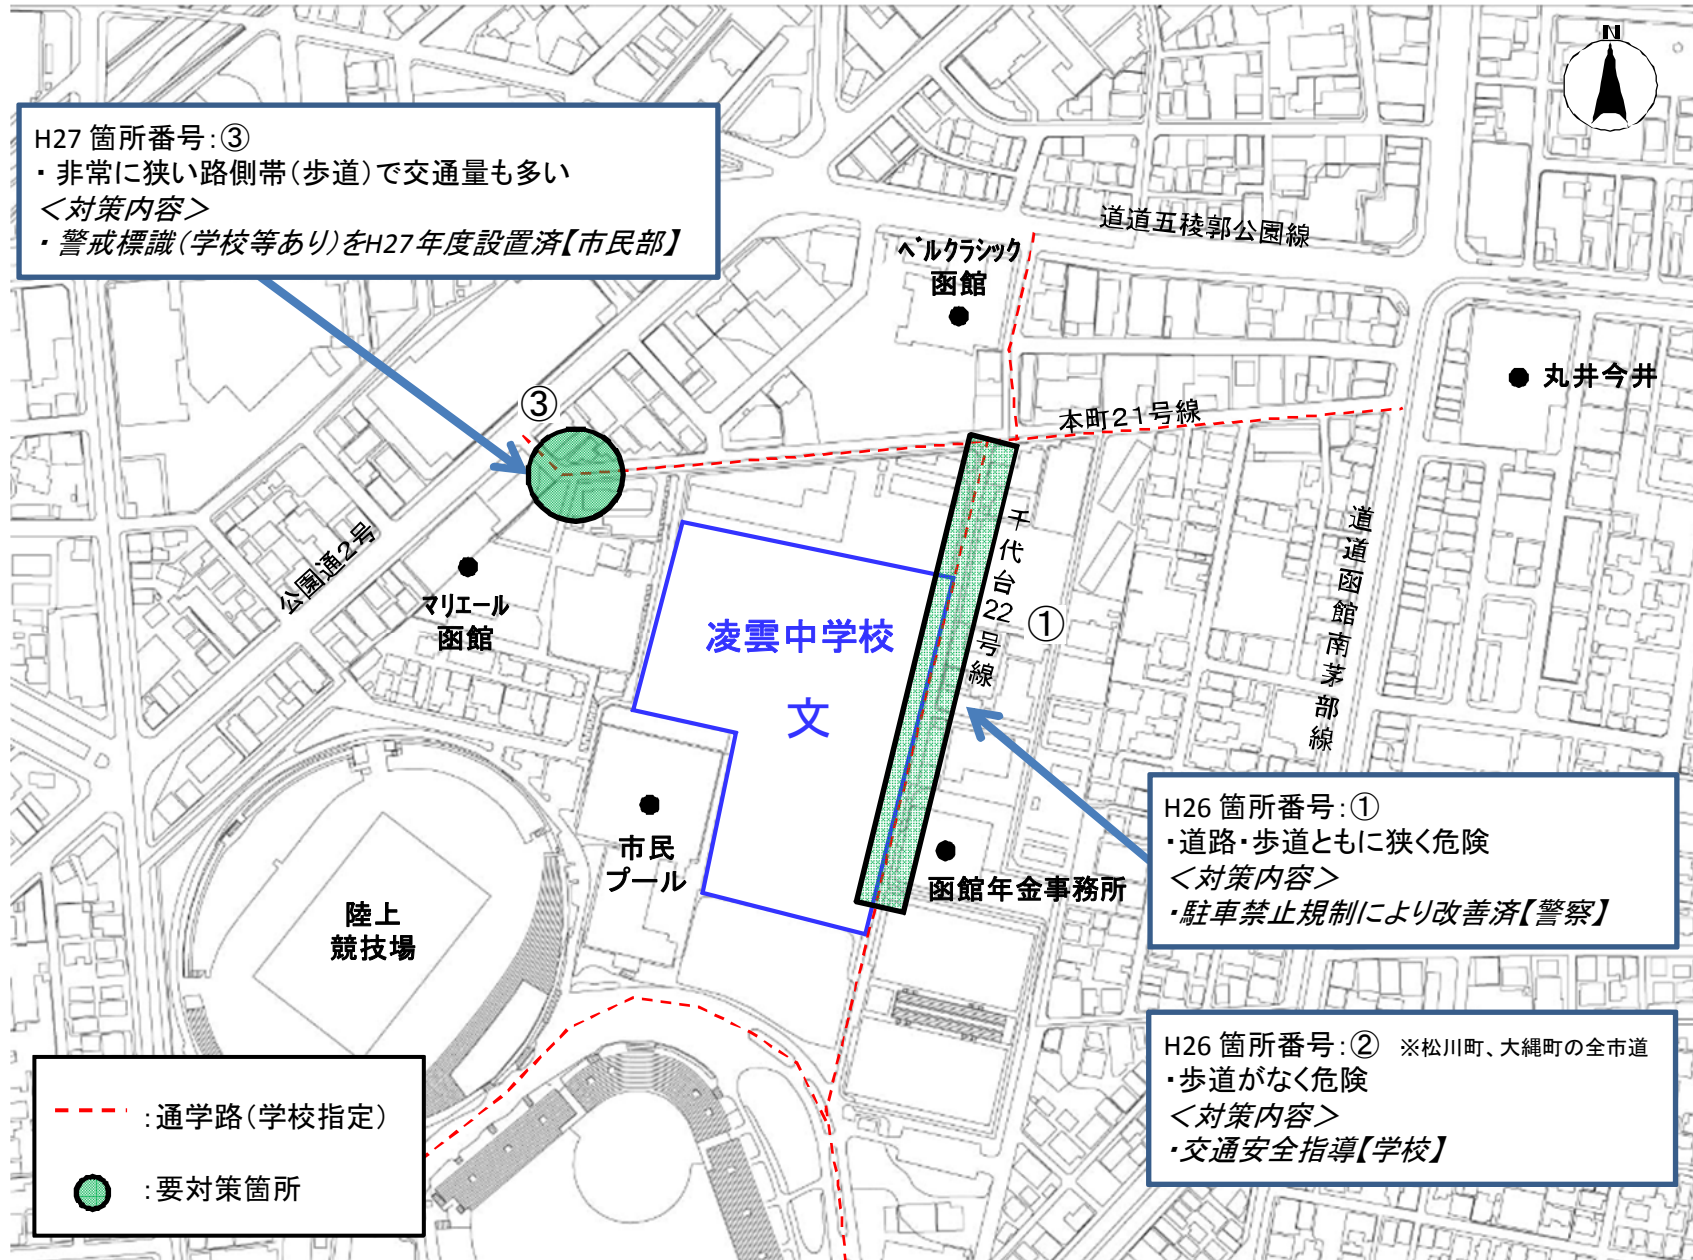 N
H27 箇所番号：③
・ 非常に狭い路側帯（歩道）で交通量も多い
＜対策内容＞
・ 警戒標識（学校等あり）をH27年度設置済【市民部】
道道五稜郭公園線
ベルクラシック
函館
丸井今井
③
本町２１号線
公園通２号
マリエール
函館
千代台22号線
①
道道函館南茅部線
凌雲中学校
文
市民
プール
函館年金事務所
陸上
競技場
H26 箇所番号：①
・道路・歩道ともに狭く危険
＜対策内容＞
・駐車禁止規制により改善済【警察】
H26 箇所番号：② ※松川町、大縄町の全市道
・歩道がなく危険
＜対策内容＞
・交通安全指導【学校】
：通学路（学校指定）
：要対策箇所